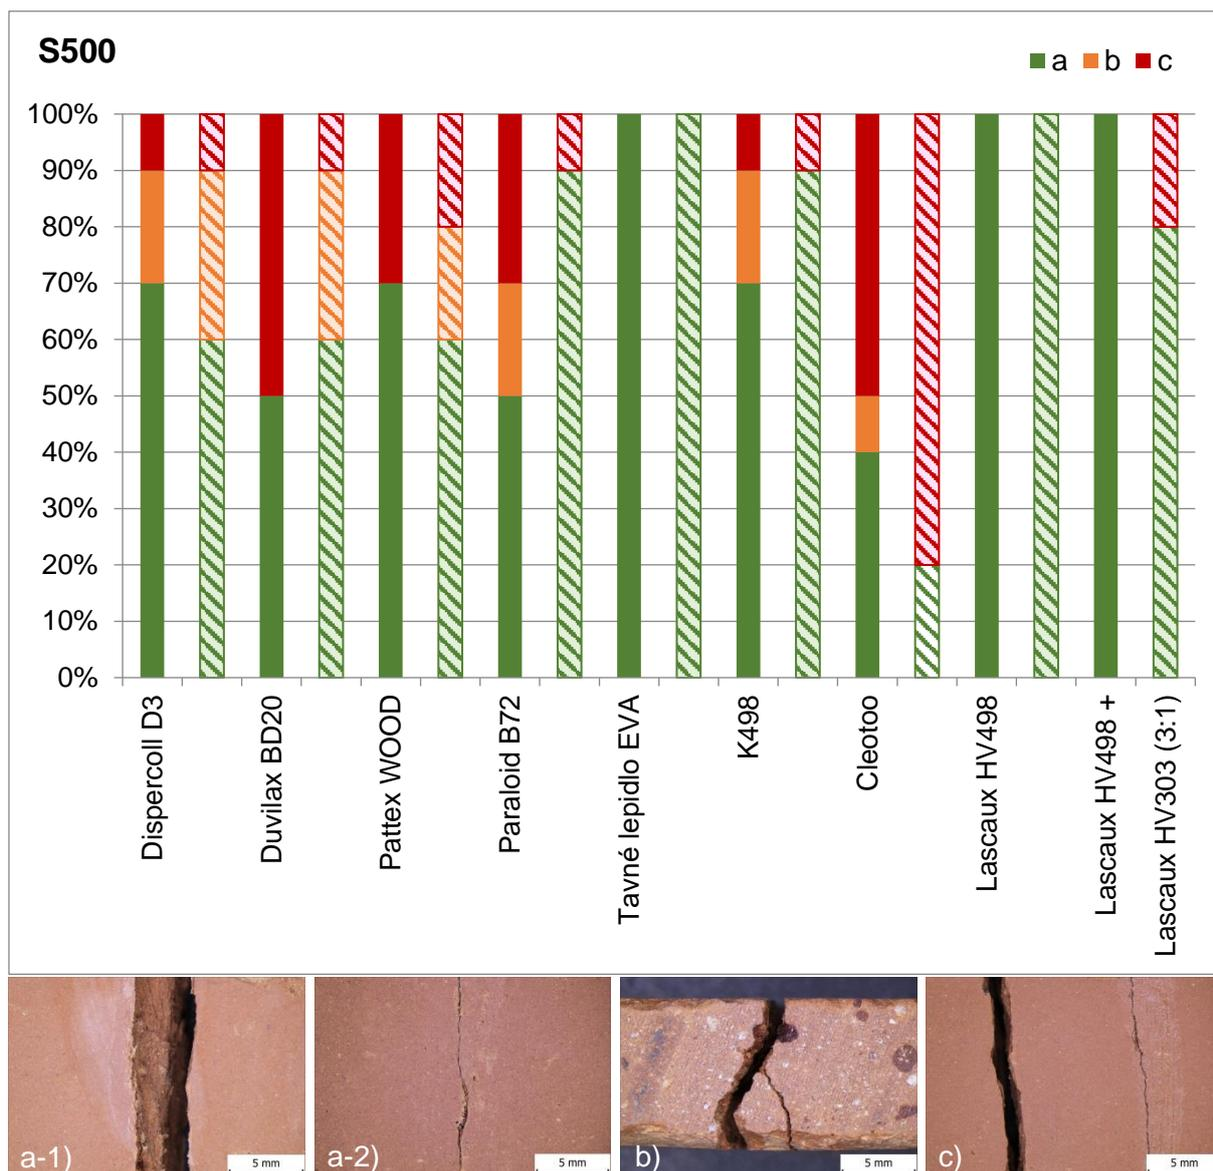 S500
a b c
100%
90%
80%
70%
60%
50%
40%
30%
20%
10%
0%
Dispercoll D3
Duvilax BD20
Pattex WOOD
Paraloid B72
Tavné lepidlo EVA
K498
Cleotoo
Lascaux HV498
Lascaux HV498 +
Lascaux HV303 (3:1)
a-1) 5 mm
a-2) 5 mm
b) 5 mm
c) 5 mm